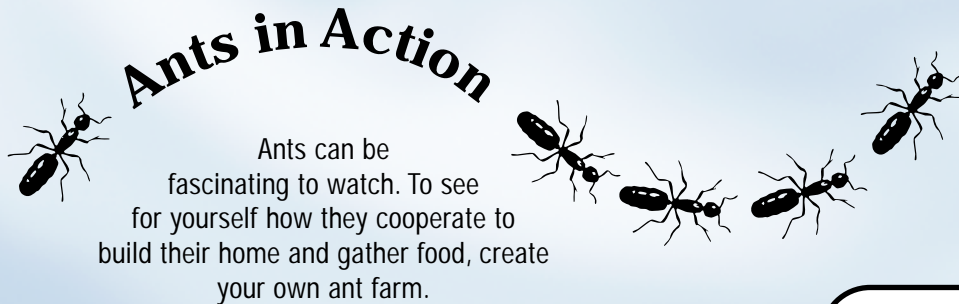 Ants in Action
Ants can be
fascinating to watch. To see
for yourself how they cooperate to
build their home and gather food, create
your own ant farm.